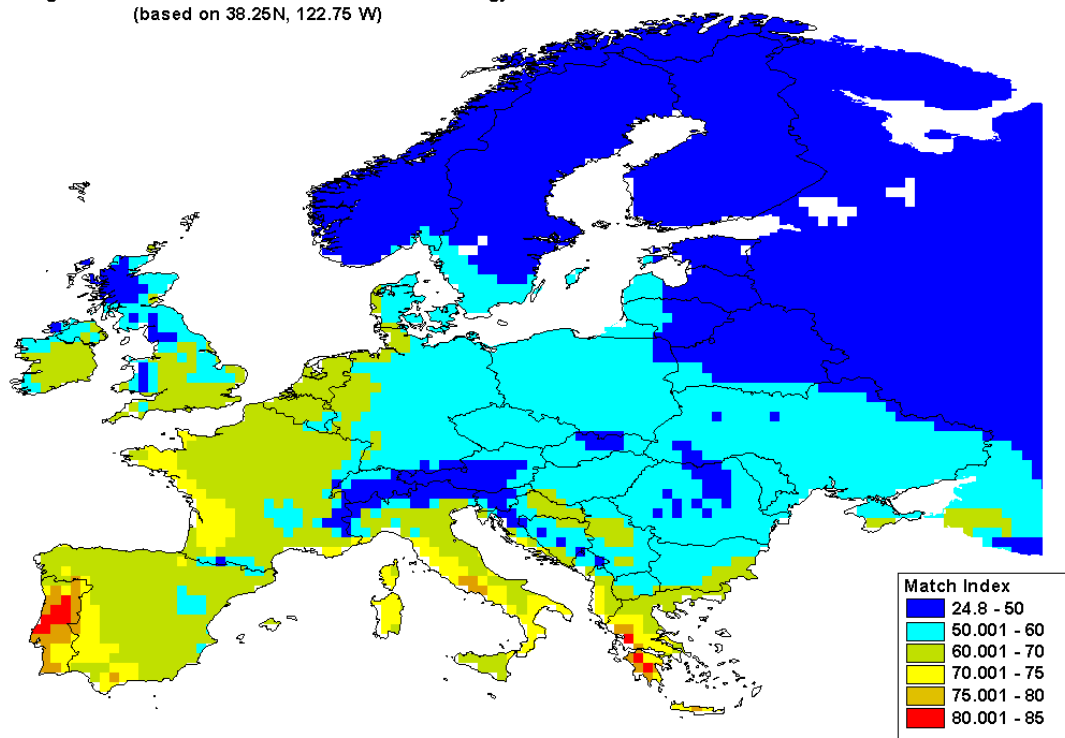 (based on 38.25N, 122.75 W)
Match Index
24.8 - 50
50.001 - 60
60.001 - 70
70.001 - 75
75.001 - 80
80.001 - 85